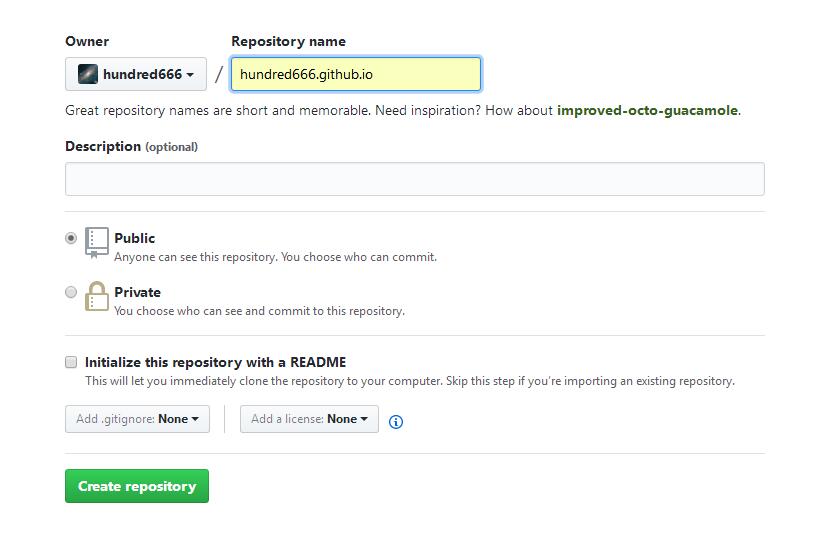 Owner Repository name
hundred666 / hundred666.github.io
Great repository names are short and memorable. Need inspiration? How about improved-octo-guacamole.
Description (optional)
Public
Anyone can see this repository. You choose who can commit.
Private
You choose who can see and commit to this repository.
Initialize this repository with a README
This will let you immediately clone the repository to your computer. Skip this step if you're importing an existing repository.
Add .gitignore: None Add a license: None
Create repository